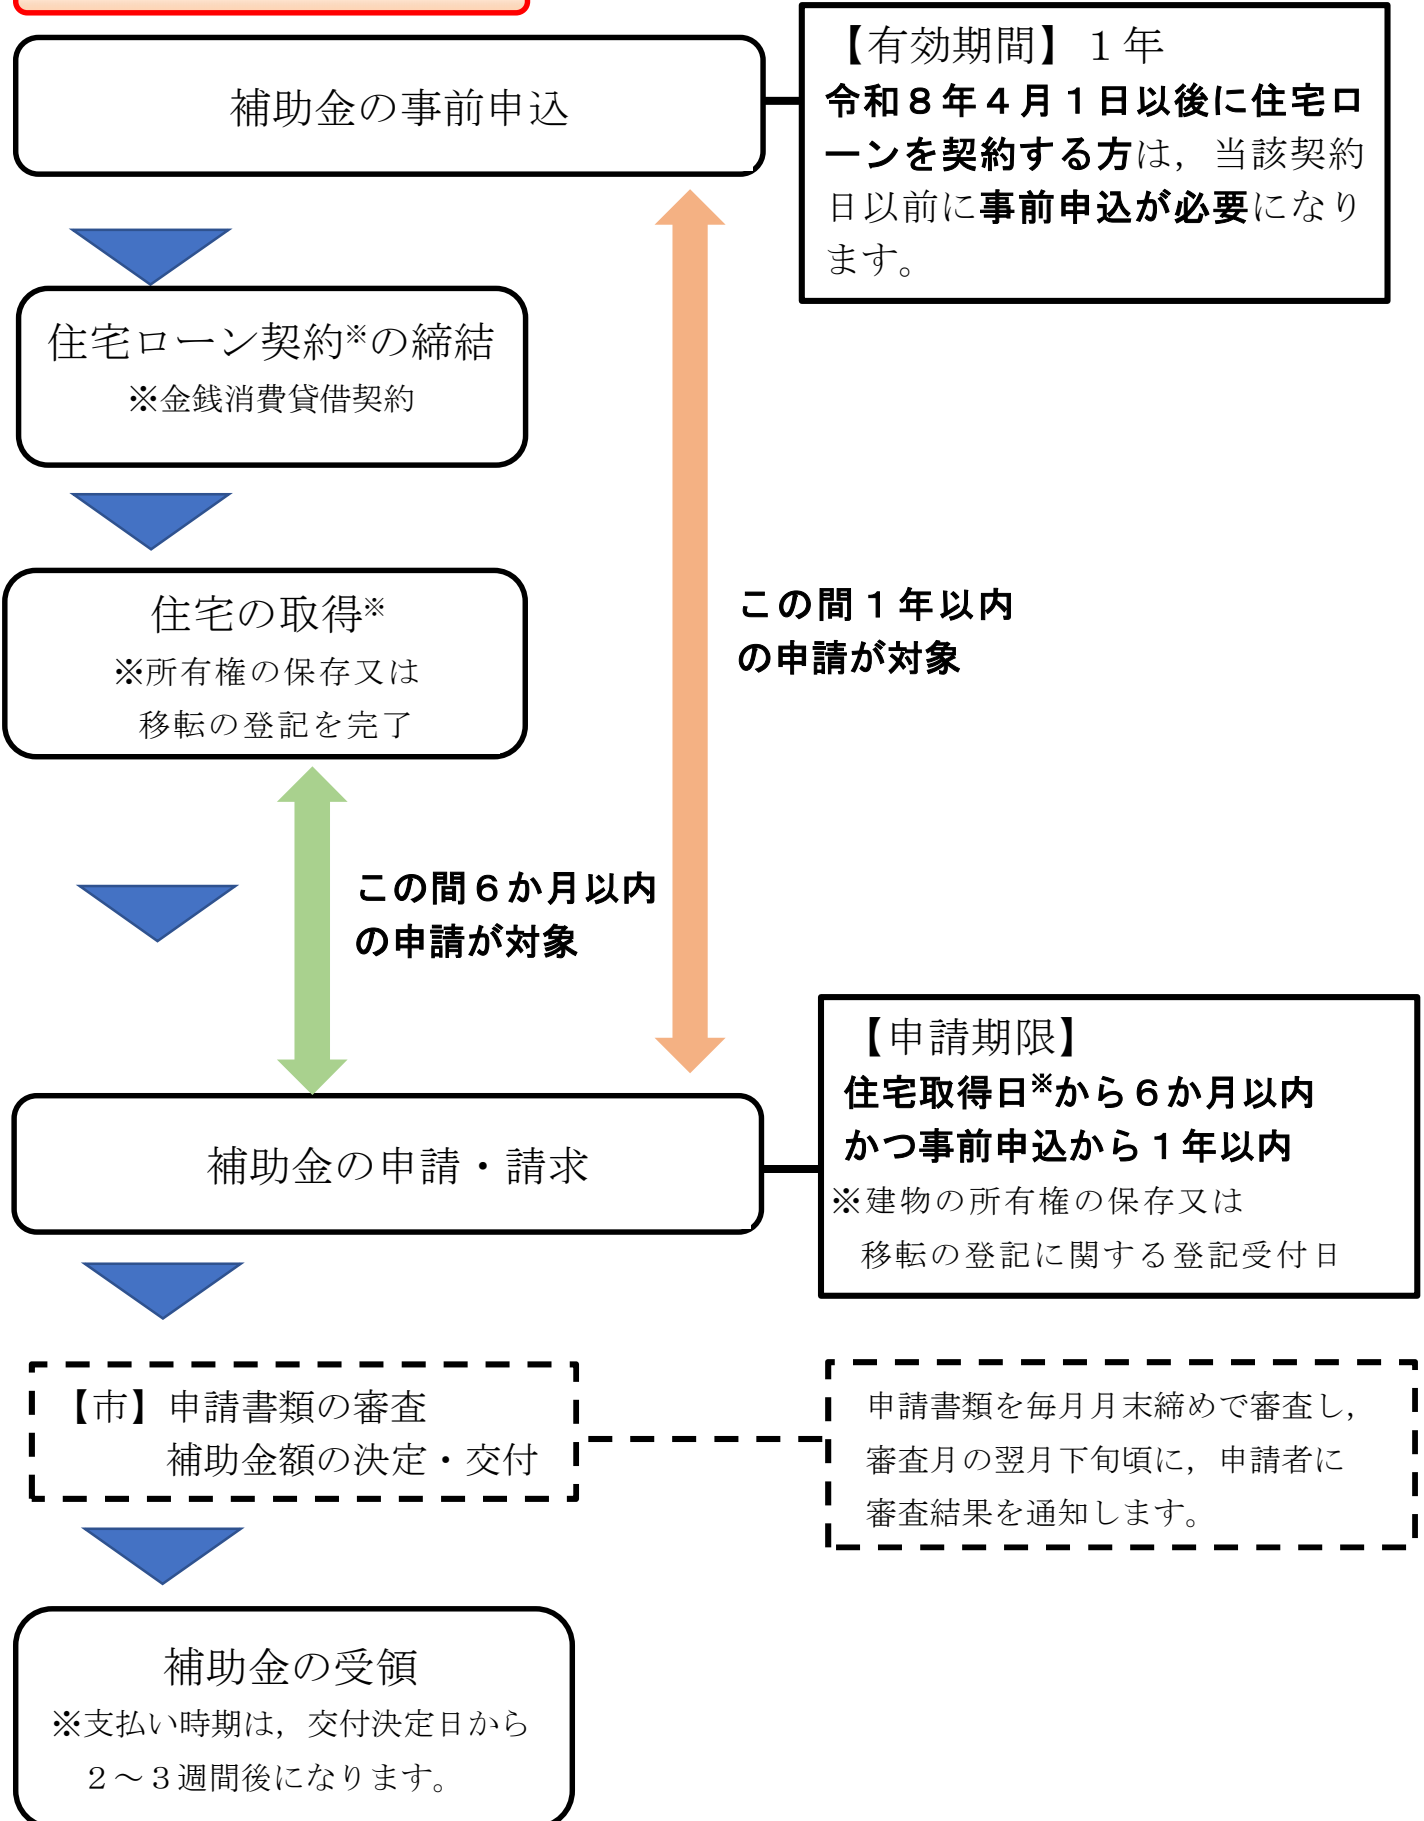 補助金の事前申込
【有効期間】１年
令和８年４月１日以後に住宅ロ
ーンを契約する方は，当該契約
日以前に事前申込が必要になり
ます。
住宅ローン契約※の締結
※金銭消費貸借契約
住宅の取得※
※所有権の保存又は
移転の登記を完了
この間１年以内
の申請が対象
この間６か月以内
の申請が対象
補助金の申請・請求
【申請期限】
住宅取得日※から６か月以内
かつ事前申込から１年以内
※建物の所有権の保存又は
移転の登記に関する登記受付日
【市】申請書類の審査
補助金額の決定・交付
申請書類を毎月月末締めで審査し，
審査月の翌月下旬頃に，申請者に
審査結果を通知します。
補助金の受領
※支払い時期は，交付決定日から
２～３週間後になります。